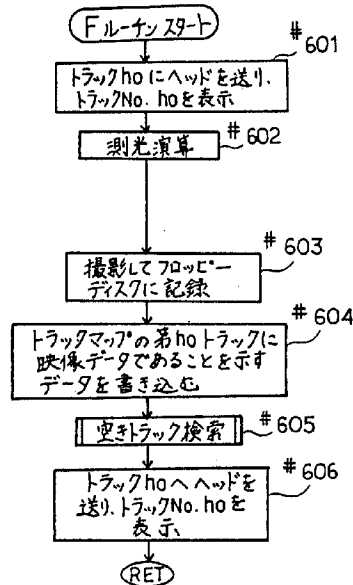 Fルーチンスタート
#601
トラックhoにヘッドを送り、
トラックNo.hoを表示
測光演算
#602
#603
撮影してフロッピー
ディスクに記録
#604
トラックマップの第hoトラックに
映像データであることを示す
データを書き込む
空きトラック検索
#605
#606
トラックhoへヘッドを
送り、トラックNo.hoを
表示、
RET